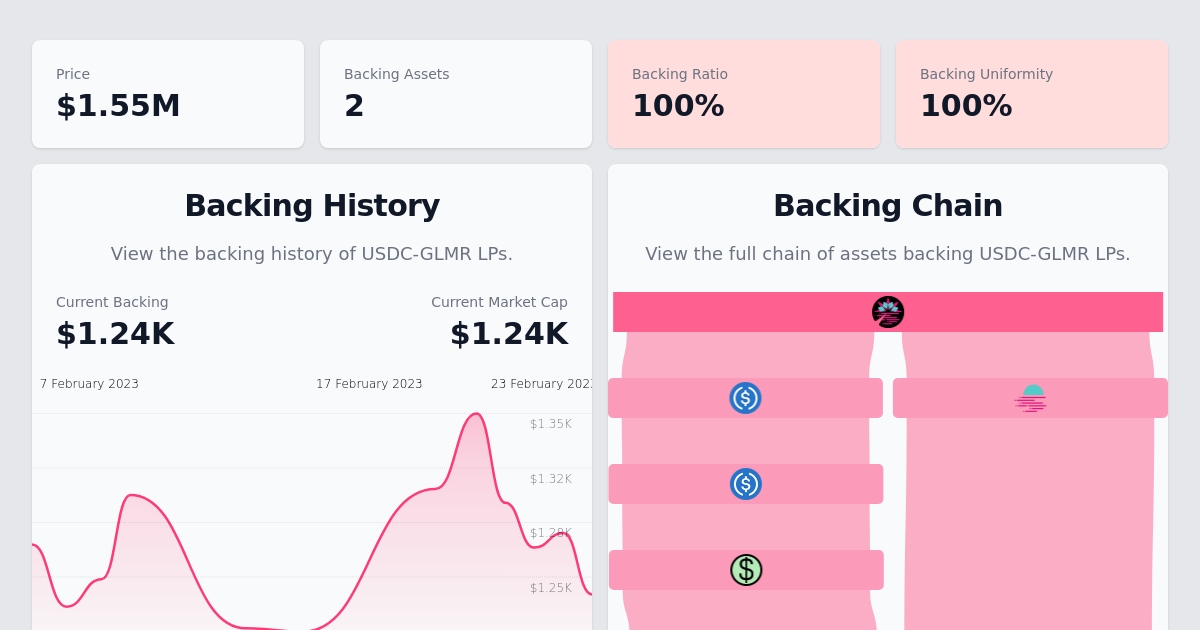 Price
$1.55M
Backing Assets
2
Backing Ratio
100%
Backing Uniformity
100%
Backing History
View the backing history of USDC-GLMR LPs.
Current Backing
$1.24K
Current Market Cap
$1.24K
7 February 2023
17 February 2023
23 February 2023
$1.35K
$1.32K
$1.28K
$1.25K
Backing Chain
View the full chain of assets backing USDC-GLMR LPs.
$
$
$